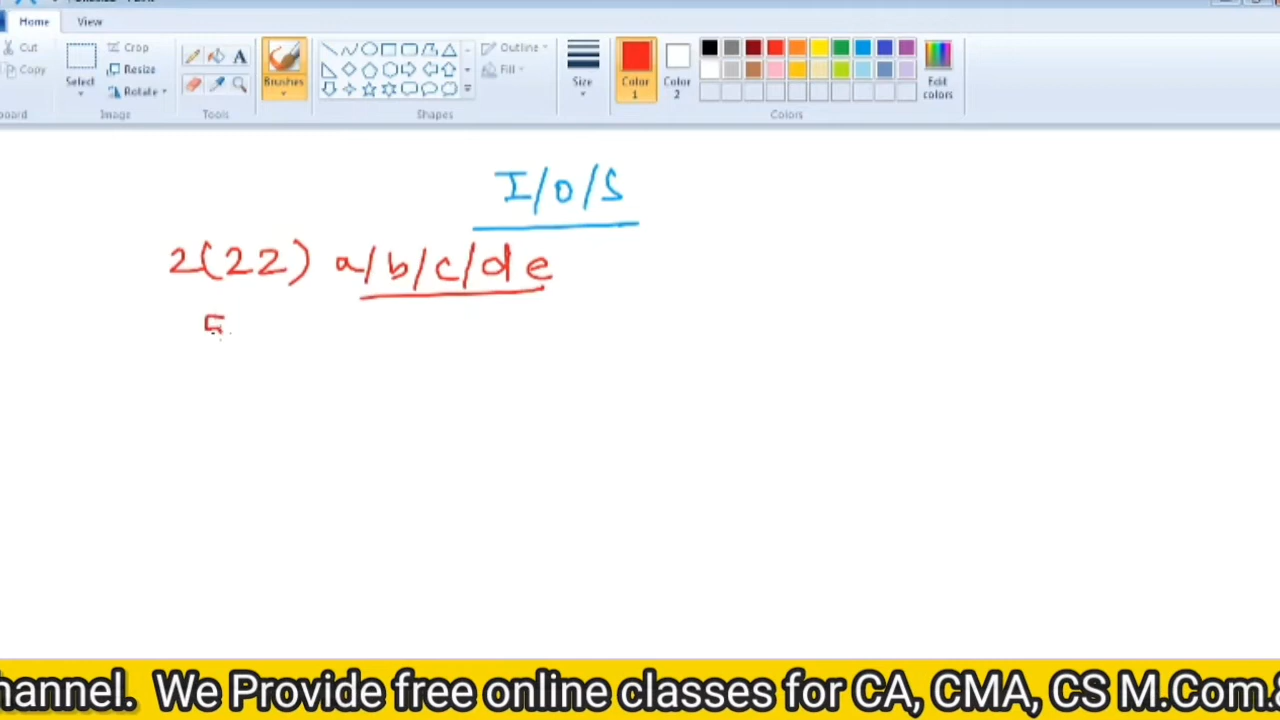 Home View
Cut
Copy
Select
Crop
Resize
Rotate
Brushes
Outline
Fill
Size
Color 1
Color 2
Edit colors
Image
Tools
Shapes
Colors
I/O/S
2(22) a/b/c/d e
5
hannel. We Provide free online classes for CA, CMA, CS M.Com.